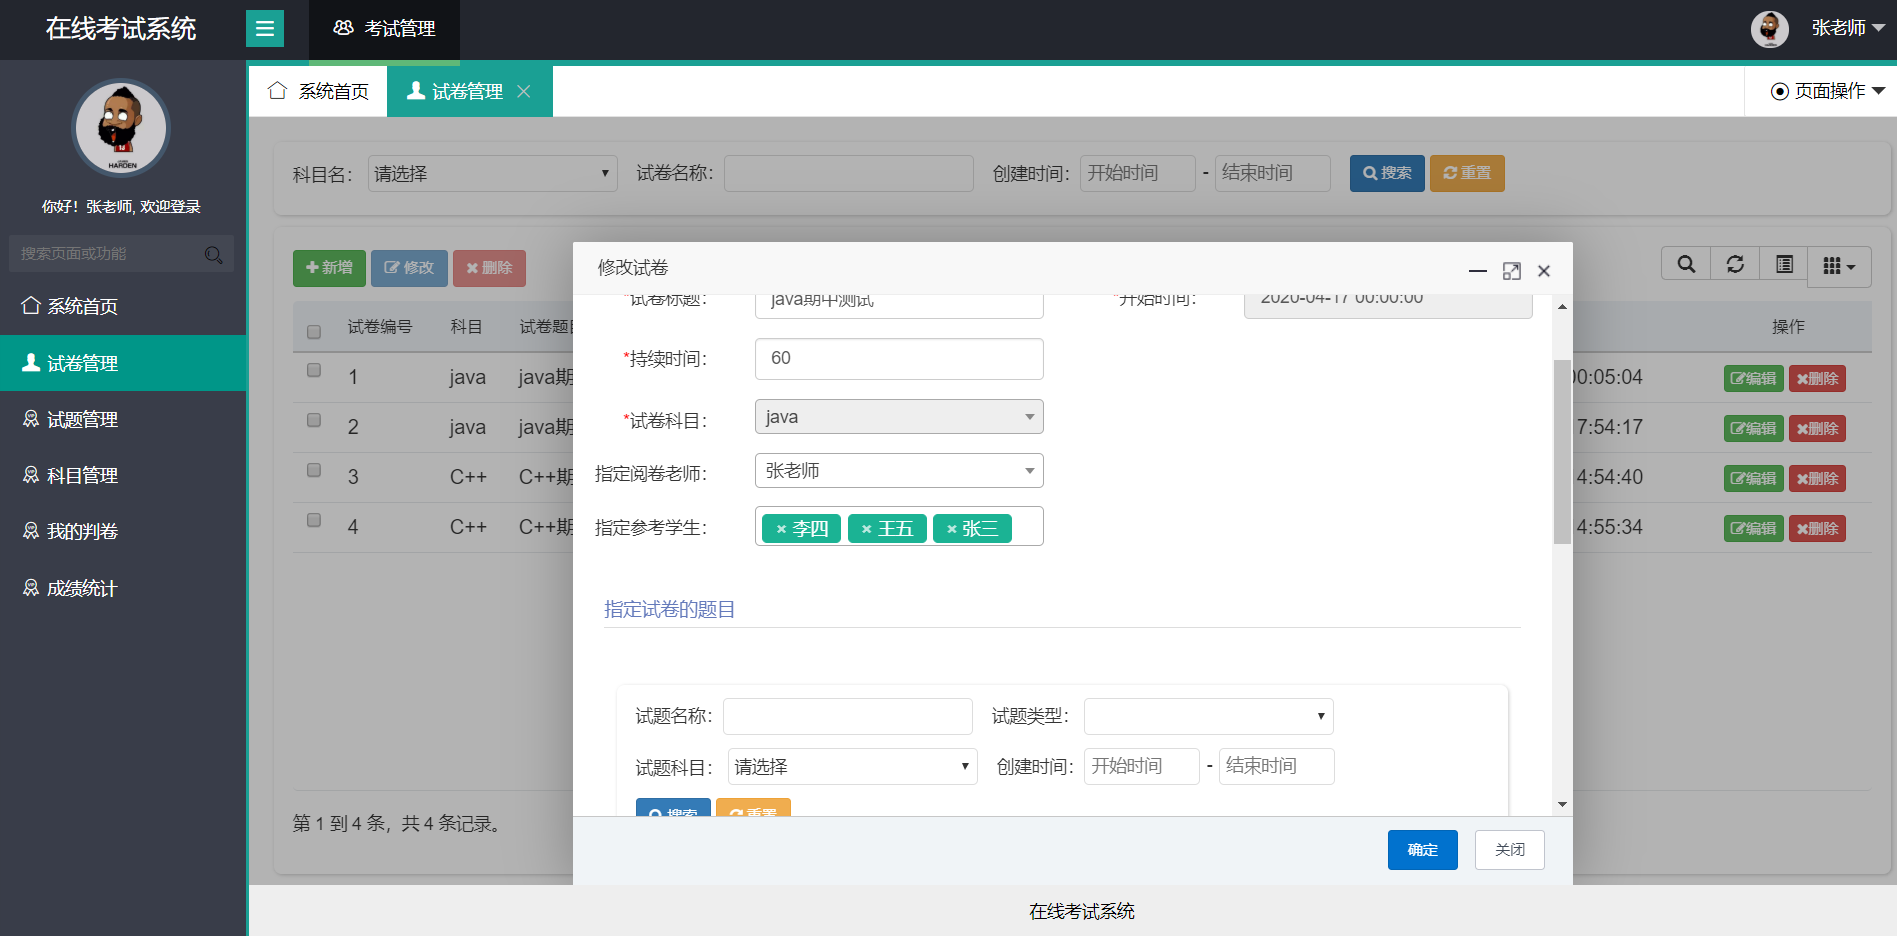 在线考试系统
考试管理
张老师
系统首页
试卷管理
页面操作
HARDEN
你好！张老师, 欢迎登录
搜索页面或功能
系统首页
试卷管理
试题管理
科目管理
我的判卷
成绩统计
科目名： 请选择 试卷名称： 创建时间： 开始时间 - 结束时间 搜索 重置
新增 修改 删除
试卷编号 科目 试卷题 操作
1 java java期 00:05:04 编辑 删除
2 java java期 7:54:17 编辑 删除
3 C++ C++期 4:54:40 编辑 删除
4 C++ C++期 4:55:34 编辑 删除
第 1 到 4 条，共 4 条记录。
修改试卷
*试卷标题： java期中测试 *开始时间： 2020-04-17 00:00:00
*持续时间： 60
*试卷科目： java
指定阅卷老师： 张老师
指定参考学生： × 李四 × 王五 × 张三
指定试卷的题目
试题名称： 试题类型：
试题科目： 请选择 创建时间： 开始时间 - 结束时间
搜索 重置
确定 关闭
在线考试系统